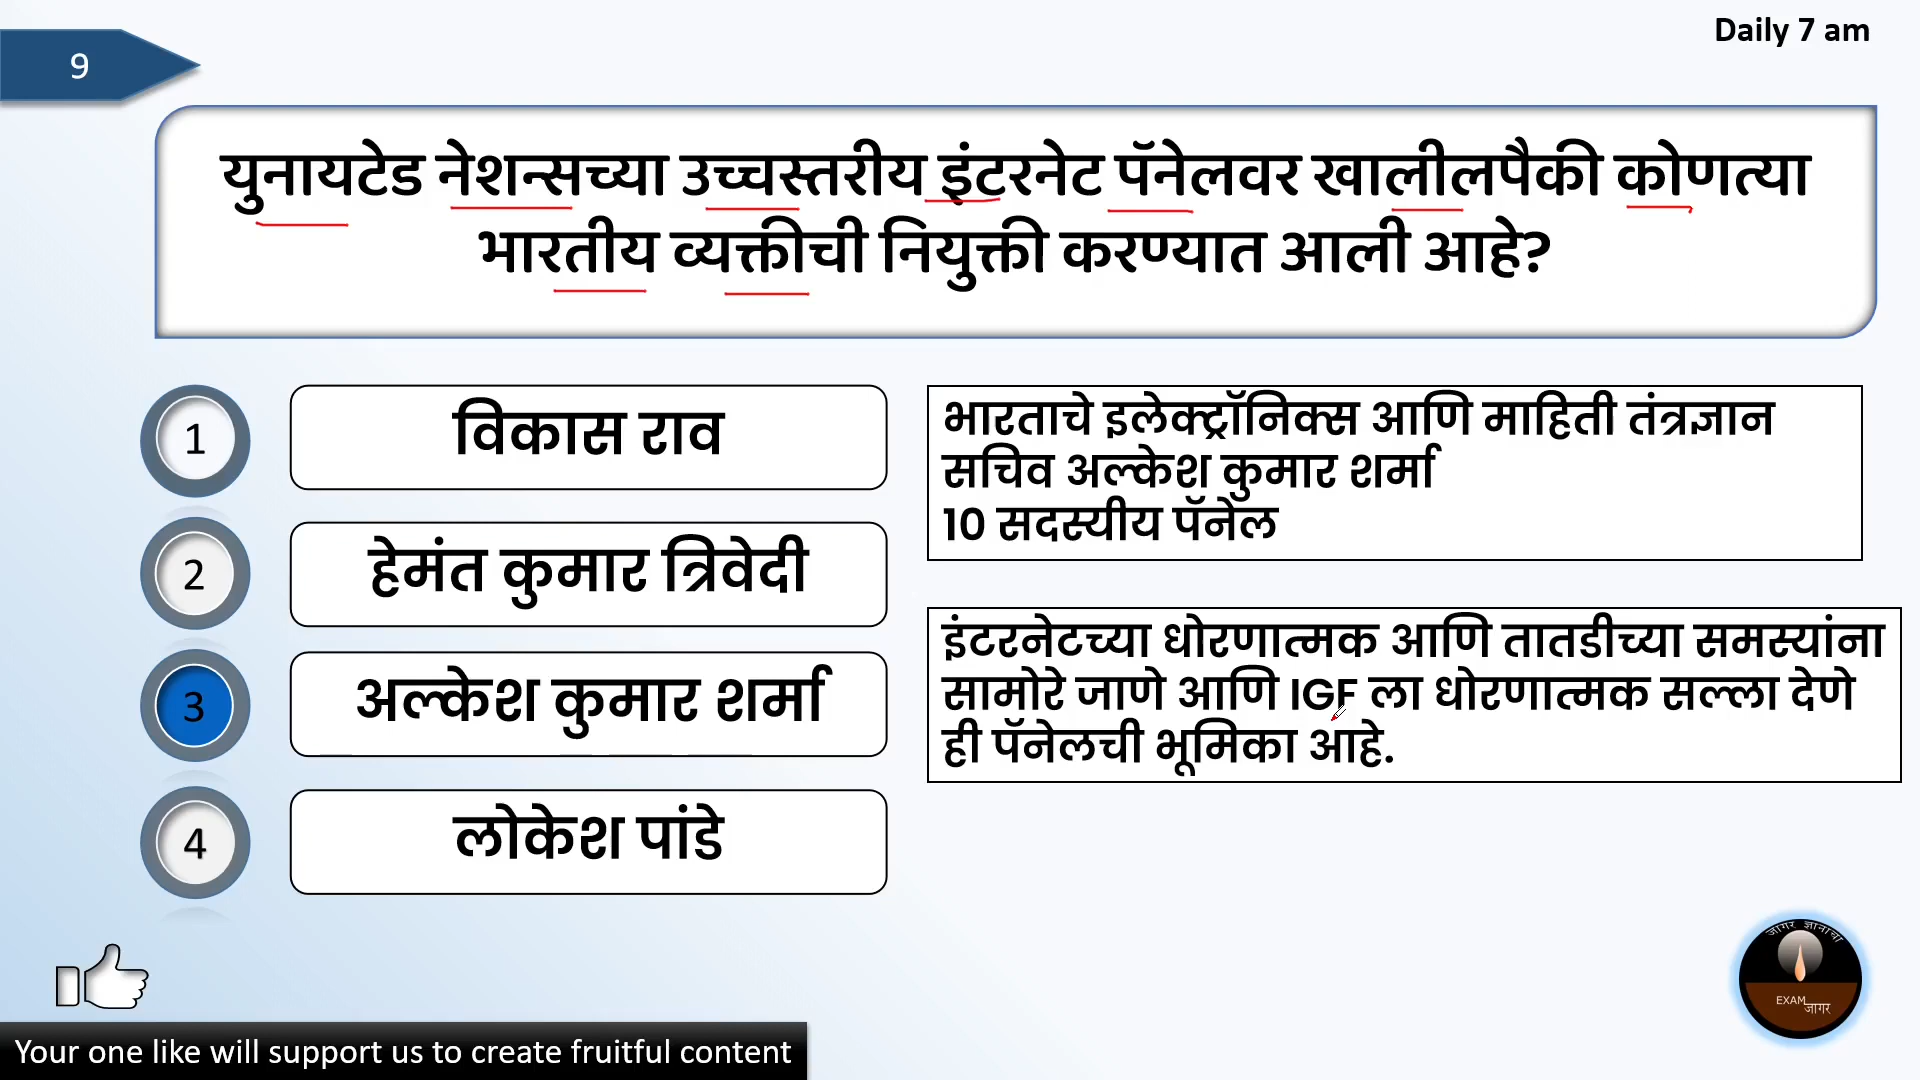 Daily 7 am
9
युनायटेड नेशन्सच्या उच्चस्तरीय इंटरनेट पॅनेलवर खालीलपैकी कोणत्या
भारतीय व्यक्तीची नियुक्ती करण्यात आली आहे?
1
विकास राव
2
हेमंत कुमार त्रिवेदी
3
अल्केश कुमार शर्मा
4
लोकेश पांडे
भारताचे इलेक्ट्रॉनिक्स आणि माहिती तंत्रज्ञान
सचिव अल्केश कुमार शर्मा
10 सदस्यीय पॅनेल
इंटरनेटच्या धोरणात्मक आणि तातडीच्या समस्यांना
सामोरे जाणे आणि IGF ला धोरणात्मक सल्ला देणे
ही पॅनेलची भूमिका आहे.
जागर ज्ञानाचा
EXAM जागर
Your one like will support us to create fruitful content